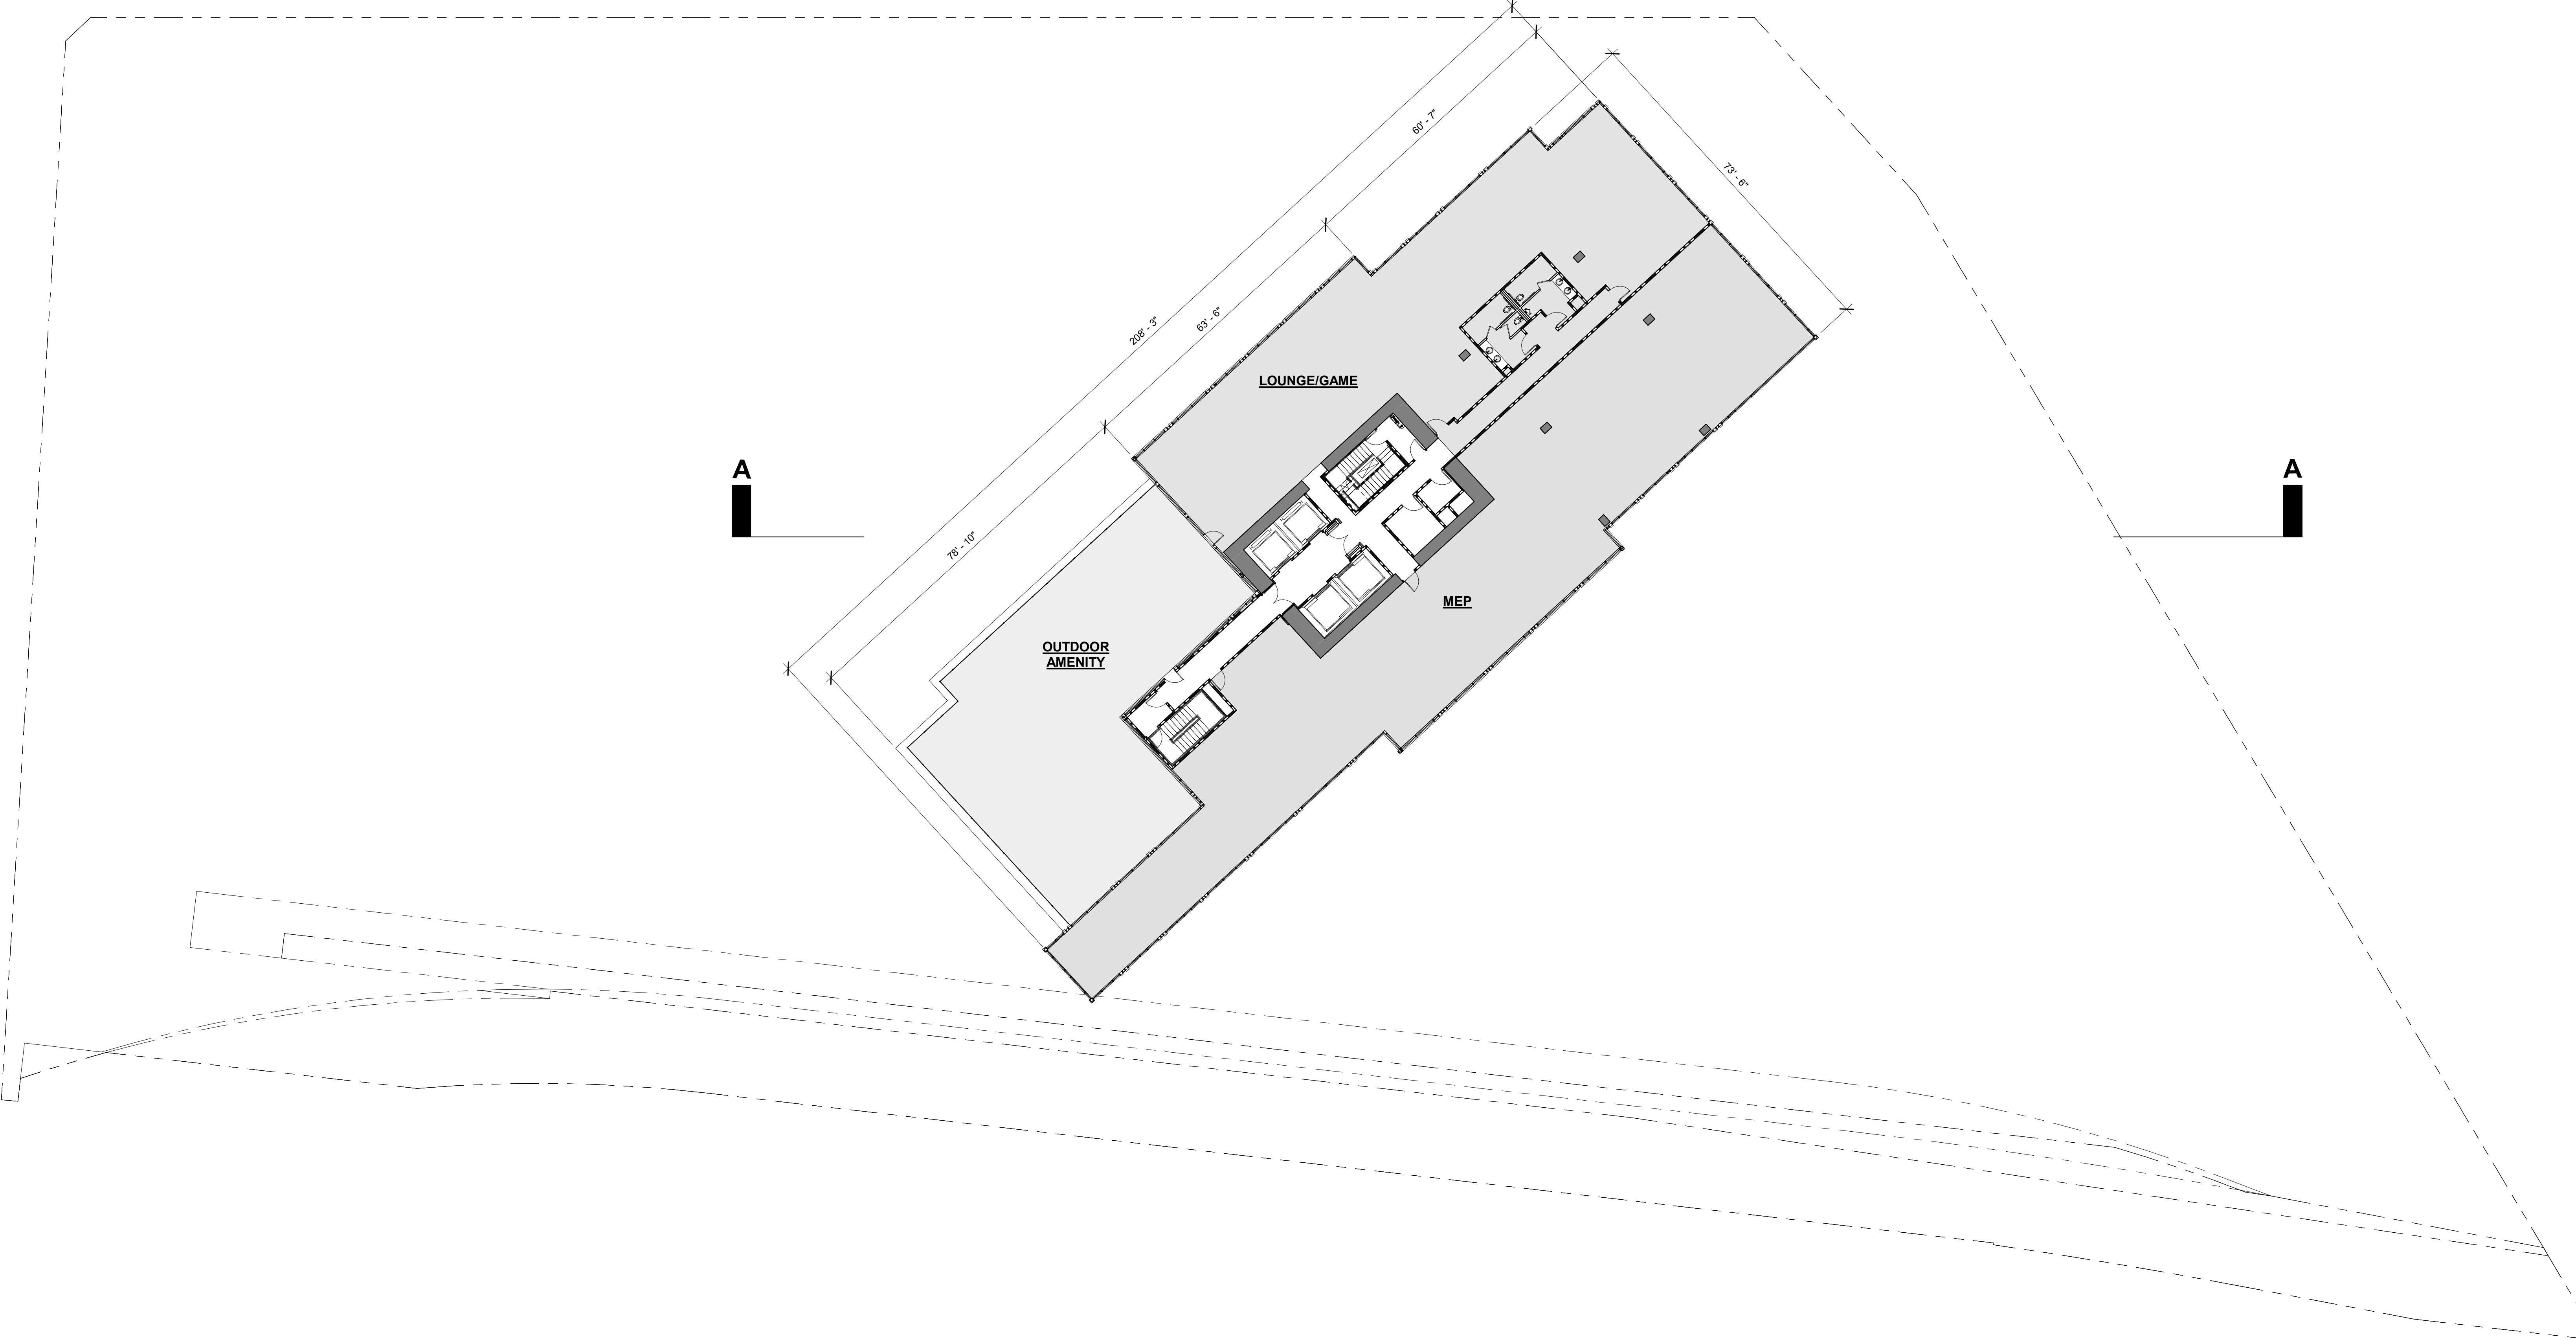 60' - 7"
73' - 6"
208' - 3"
63' - 6"
LOUNGE/GAME
A
A
78' - 10"
MEP
OUTDOOR
AMENITY